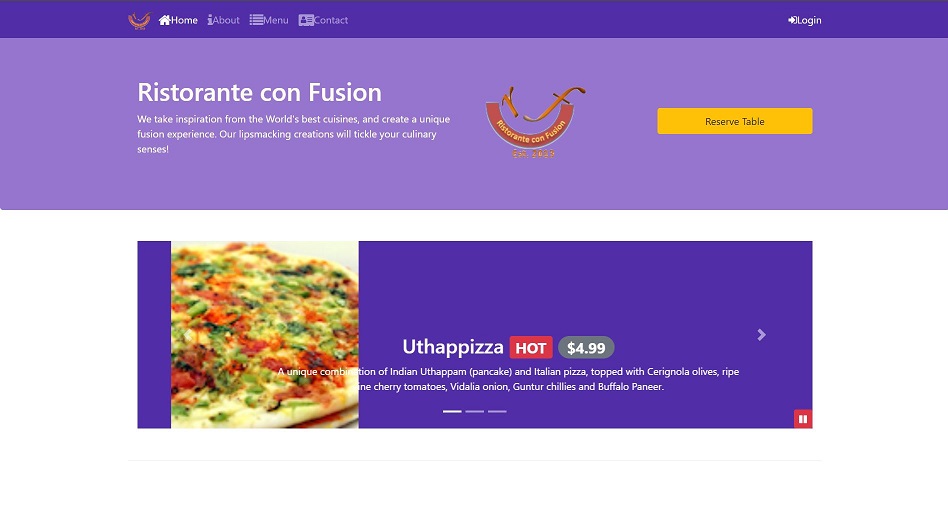 Home About Menu Contact Login
Ristorante con Fusion
We take inspiration from the World's best cuisines, and create a unique
fusion experience. Our lipsmacking creations will tickle your culinary
senses!
Ristorante con Fusion
Reserve Table
Uthappizza HOT $4.99
A unique combination of Indian Uthappam (pancake) and Italian pizza, topped with Cerignola olives, ripe
vine cherry tomatoes, Vidalia onion, Guntur chillies and Buffalo Paneer.